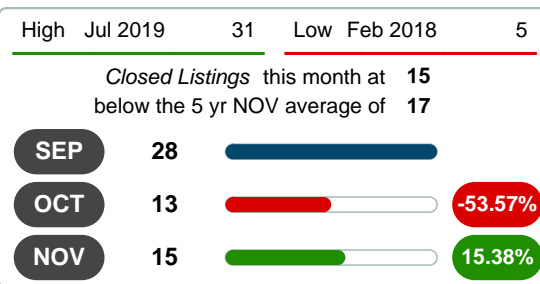 High Jul 2019 31 Low Feb 2018 5
Closed Listings this month at 15
below the 5 yr NOV average of 17
SEP 28
OCT 13 -53.57%
NOV 15 15.38%